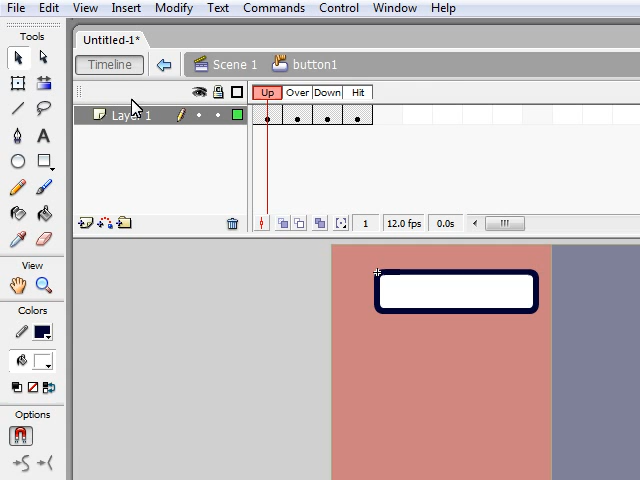 File Edit View Insert Modify Text Commands Control Window Help
Tools
Untitled-1*
Timeline Scene 1 button1
Up Over Down Hit
Layer 1
A
1 12.0 fps 0.0s
View
Colors
Options